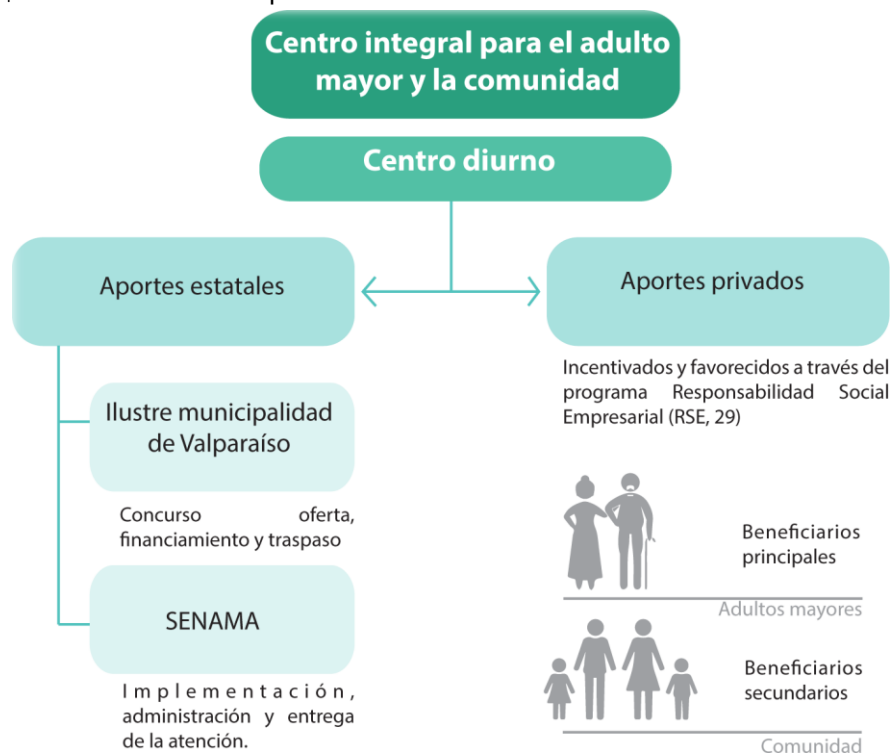 Centro integral para el adulto
mayor y la comunidad
Centro diurno
Aportes estatales
Ilustre municipalidad
de Valparaíso
Concurso oferta,
financiamiento y traspaso
SENAMA
Implementación,
administración y entrega
de la atención.
Aportes privados
Incentivados y favorecidos a través del
programa Responsabilidad Social
Empresarial (RSE, 29)
Beneficiarios
principales
Adultos mayores
Beneficiarios
secundarios
Comunidad